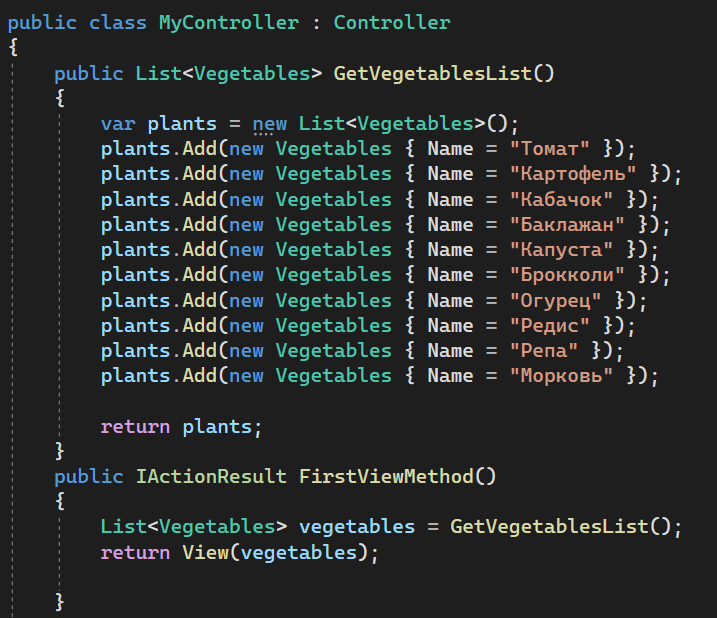 public class MyController : Controller
{
public List<Vegetables> GetVegetablesList()
{
var plants = new List<Vegetables>();
plants.Add(new Vegetables { Name = "Томат" });
plants.Add(new Vegetables { Name = "Картофель" });
plants.Add(new Vegetables { Name = "Кабачок" });
plants.Add(new Vegetables { Name = "Баклажан" });
plants.Add(new Vegetables { Name = "Капуста" });
plants.Add(new Vegetables { Name = "Брокколи" });
plants.Add(new Vegetables { Name = "Огурец" });
plants.Add(new Vegetables { Name = "Редис" });
plants.Add(new Vegetables { Name = "Репа" });
plants.Add(new Vegetables { Name = "Морковь" });
return plants;
}
public IActionResult FirstViewMethod()
{
List<Vegetables> vegetables = GetVegetablesList();
return View(vegetables);
}